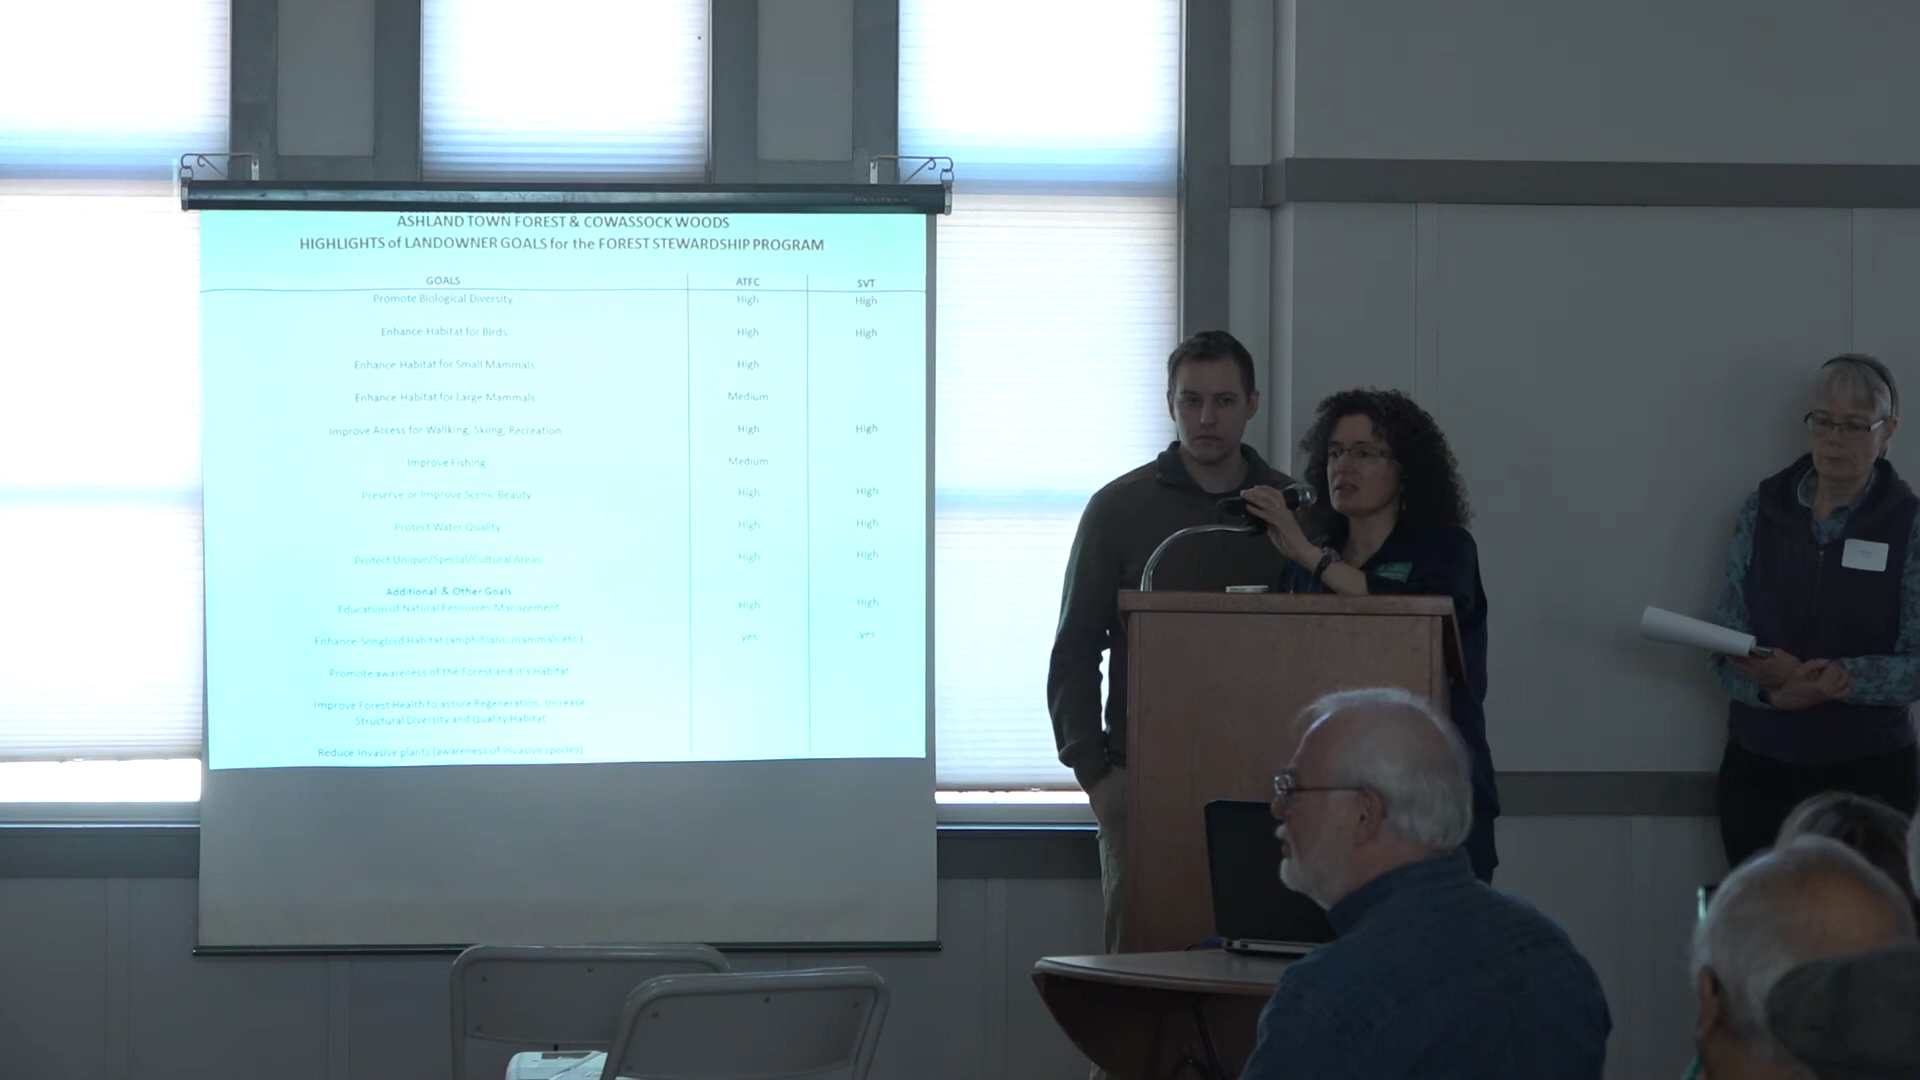 ASHLAND TOWN FOREST & COWASSOCK WOODS
HIGHLIGHTS of LANDOWNER GOALS for the FOREST STEWARDSHIP PROGRAM
GOALS ATFC SVT
Promote Biological Diversity High High
Enhance Habitat for Birds High High
Enhance Habitat for Small Mammals High
Enhance Habitat for Large Mammals Medium
Improve Access for Wallking, Skiing, Recreation High High
Improve Fishing Medium
Preserve or Improve Scenic Beauty High High
Protect Water Quality High High
Protect Unique/Special/Cultural Areas High High
Additional & Other Goals
Education of Natural Resources Management High High
Enhance Songbird Habitat (amphibians, mammals etc.) yes yes
Promote awareness of the Forest and it's Habitat
Improve Forest Health to assure Regeneration, Increase
Structural Diversity and Quality Habitat
Reduce Invasive plants (awareness of invasive species)